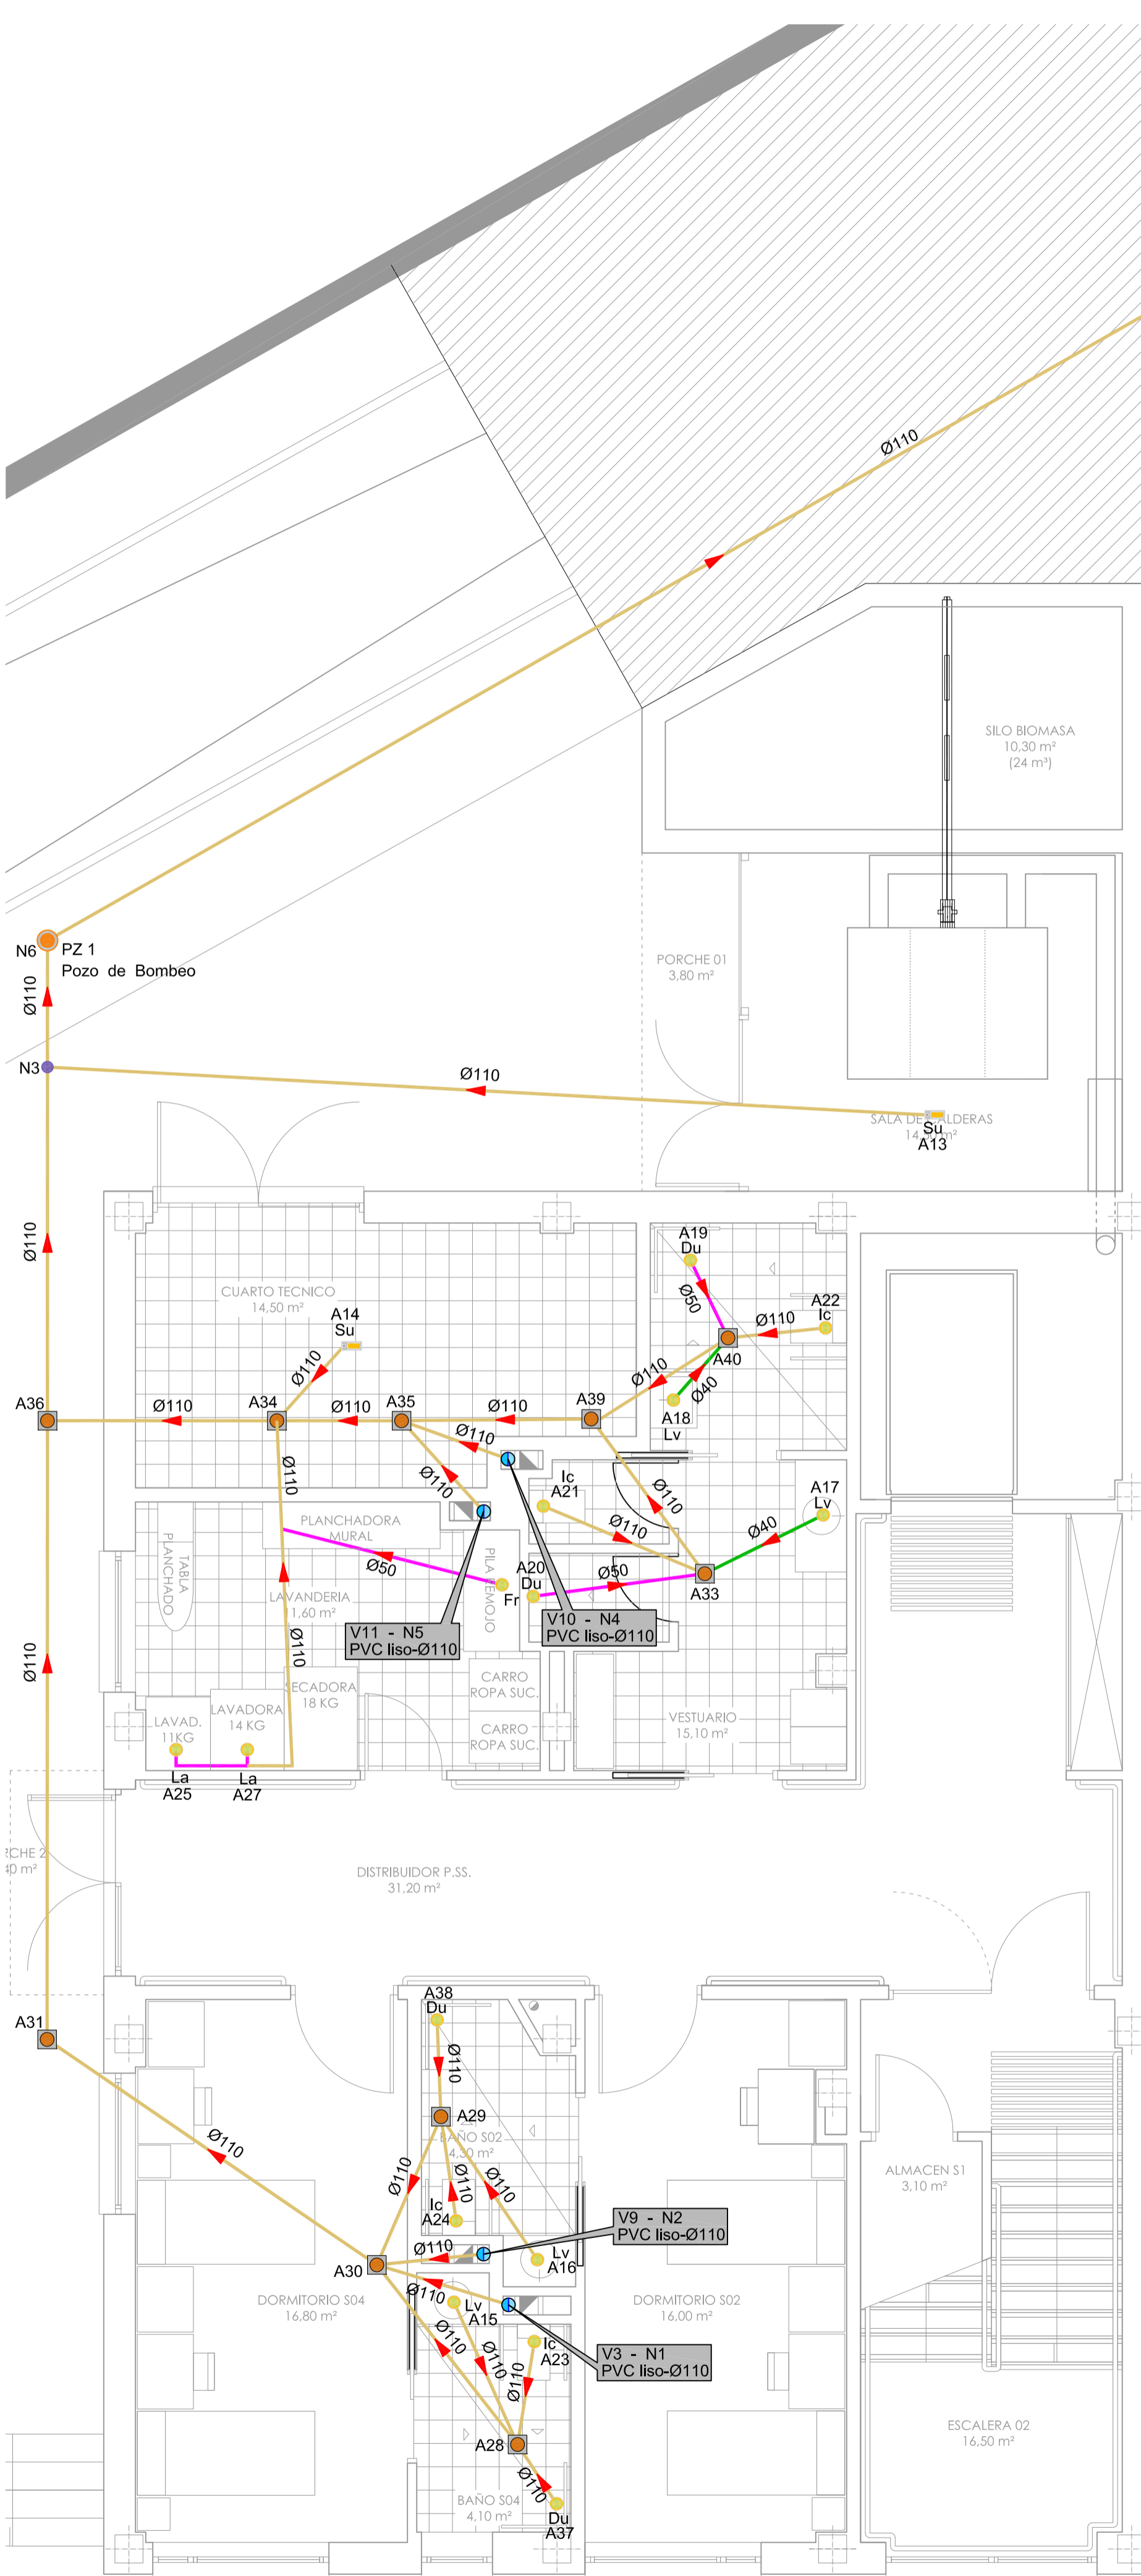 Ø110
SILO BIOMASA
10,30 m²
(24 m³)
N6
PZ 1
Pozo de Bombeo
PORCHE 01
3,80 m²
Ø110
N3
Ø110
Su
A13
Ø110
A19
Du
CUARTO TECNICO
14,50 m²
Ø50
A22
Ic
A14
Su
Ø110
Ø110
A40
Ø110
Ø40
A36
Ø110
A34
Ø110
A35
Ø110
A39
A18
Lv
Ø110
Ø110
Ø110
Ic
A21
Ø110
A17
Lv
PLANCHADORA
MURAL
Ø110
Ø40
TABLA
PLANCHADO
Ø50
A20
Du
Ø50
Fr
A33
LAVANDERIA
11,60 m²
V11 - N5
PVC liso-Ø110
V10 - N4
PVC liso-Ø110
Ø110
Ø110
SECADORA
18 KG
CARRO
ROPA SUC.
LAVADORA
14 KG
LAVAD.
11KG
VESTUARIO
15,10 m²
CARRO
ROPA SUC.
La
A25
La
A27
DISTRIBUIDOR P.SS.
31,20 m²
A38
Du
A31
Ø110
A29
BAÑO S02
4,30 m²
Ø110
Ø110
Ø110
Ø110
ALMACEN S1
3,10 m²
Ic
A24
V9 - N2
PVC liso-Ø110
Ø110
Lv
A16
A30
Ø110
DORMITORIO S04
16,80 m²
Lv
A15
DORMITORIO S02
16,00 m²
Ø110
Ø110
Ic
A23
V3 - N1
PVC liso-Ø110
Ø110
ESCALERA 02
16,50 m²
A28
Ø110
BAÑO S04
4,10 m²
Du
A37